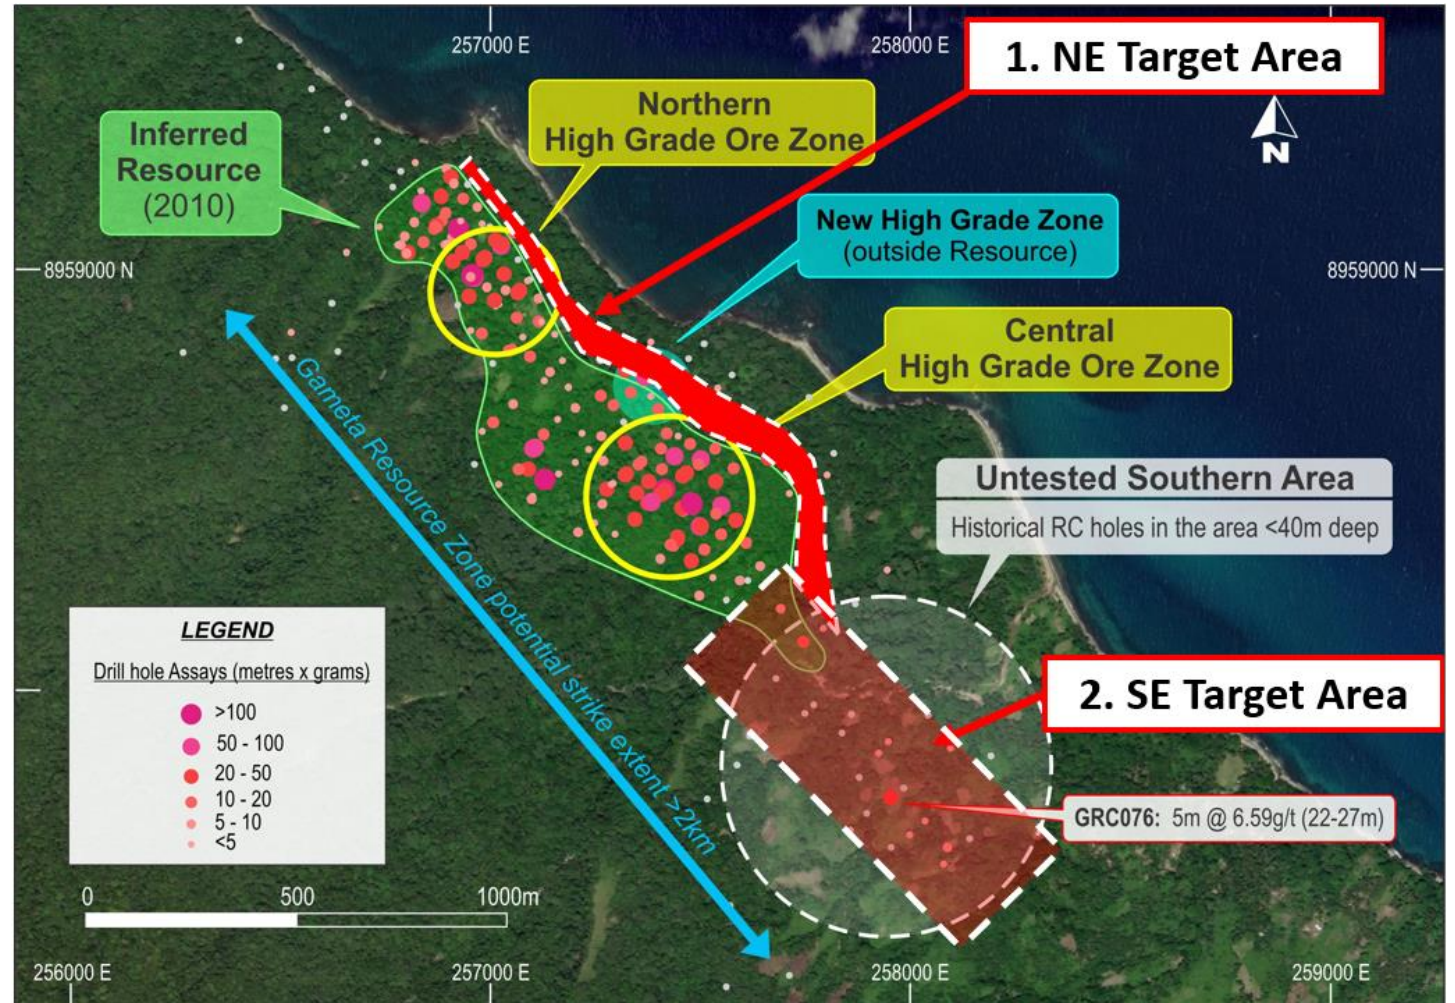 257000 E
258000 E
1. NE Target Area
Northern
High Grade Ore Zone
Inferred
Resource
(2010)
N
New High Grade Zone
(outside Resource)
8959000 N
8959000 N
Central
High Grade Ore Zone
Gameta Resource Zone potential strike extent >2km
Untested Southern Area
Historical RC holes in the area <40m deep
LEGEND
Drill hole Assays (metres x grams)
>100
50 - 100
20 - 50
10 - 20
5 - 10
<5
2. SE Target Area
GRC076: 5m @ 6.59g/t (22-27m)
0
500
1000m
256000 E
257000 E
258000 E
259000 E